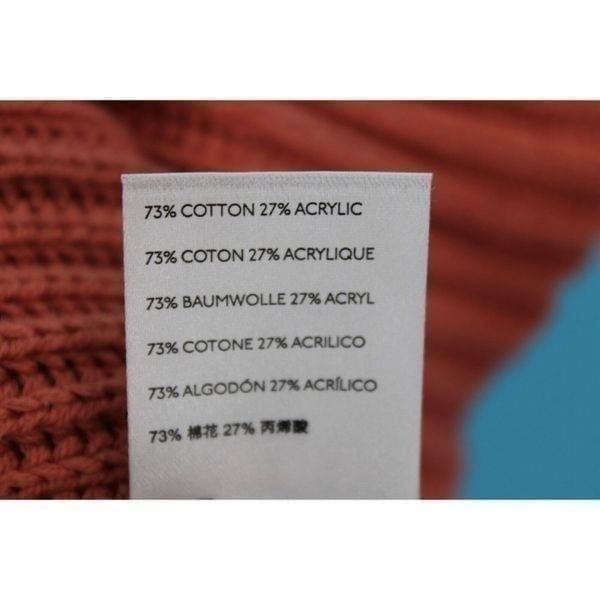 73% COTTON 27% ACRYLIC
73% COTON 27% ACRYLIQUE
73% BAUMWOLLE 27% ACRYL
73% COTONE 27% ACRILICO
73% ALGODÓN 27% ACRÍLICO
73% 棉花 27% 丙烯酸